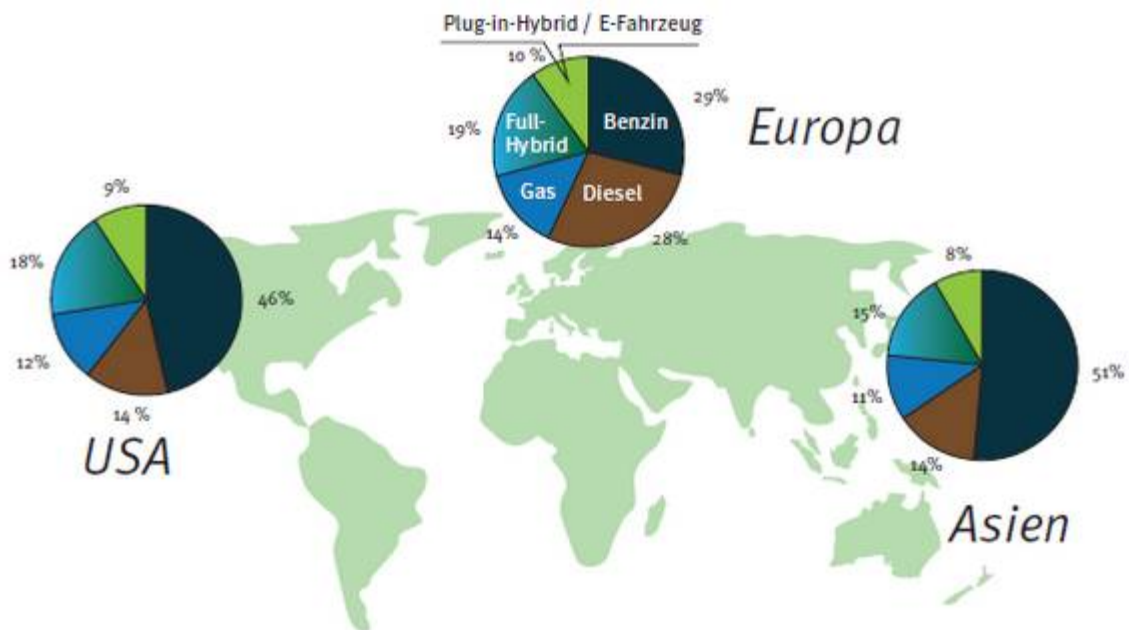 Plug-in-Hybrid / E-Fahrzeug
10 %
29%
Benzin
Europa
19%
Full-
Hybrid
Gas
Diesel
14%
28%
9%
18%
46%
12%
14 %
USA
8%
15%
51%
11%
14%
Asien